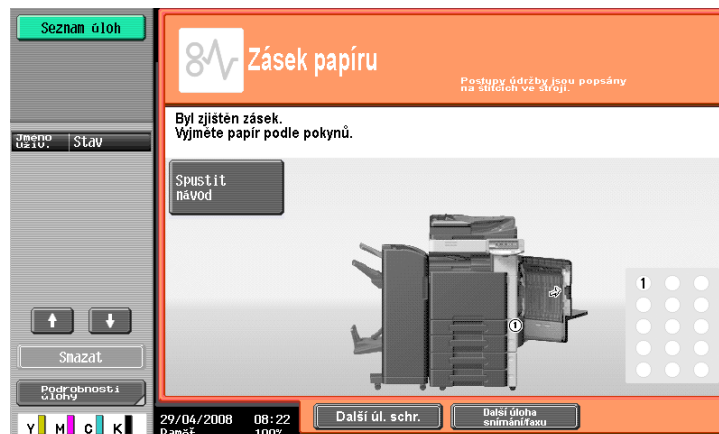 Seznam úloh
Zásek papíru
Postupy údržby jsou popsány
na štítcích ve stroji.
Byl zjištěn zásek.
Vyjměte papír podle pokynů.
Jméno
uživ.
Stav
Spustit
návod
1
1
Smazat
Podrobnosti
úlohy
Y M C K
29/04/2008 08:22
Paměť 100%
Další úl. schr.
Další úloha
snímání/faxu